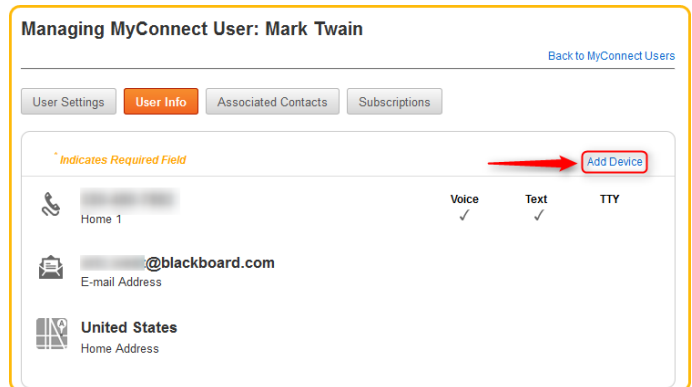 Managing MyConnect User: Mark Twain
Back to MyConnect Users
User Settings User Info Associated Contacts Subscriptions
* Indicates Required Field Add Device
Voice Text TTY
Home 1
@blackboard.com
E-mail Address
United States
Home Address